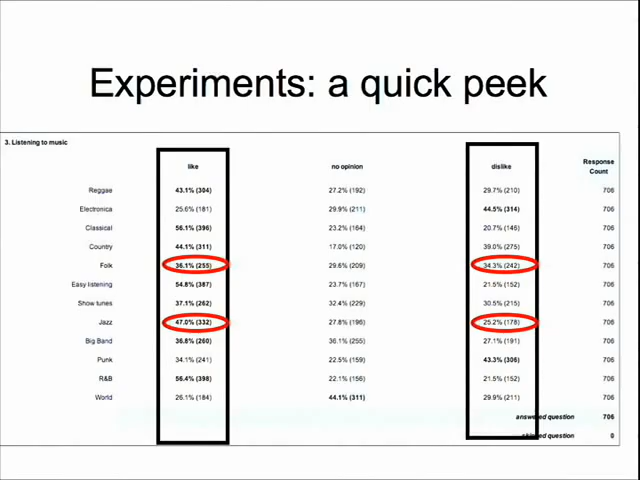 Experiments: a quick peek
3. Listening to music
like no opinion dislike Response Count
Reggae 43.1% (304) 27.2% (192) 29.7% (210) 706
Electronica 25.6% (181) 29.9% (211) 44.5% (314) 706
Classical 56.1% (396) 23.2% (164) 20.7% (146) 706
Country 44.1% (311) 17.0% (120) 39.0% (275) 706
Folk 36.1% (255) 29.6% (209) 34.3% (242) 706
Easy listening 54.8% (387) 23.7% (167) 21.5% (152) 706
Show tunes 37.1% (262) 32.4% (229) 30.5% (215) 706
Jazz 47.0% (332) 27.8% (196) 25.2% (178) 706
Big Band 36.8% (260) 36.1% (255) 27.1% (191) 706
Punk 34.1% (241) 22.5% (159) 43.3% (306) 706
R&B 56.4% (398) 22.1% (156) 21.5% (152) 706
World 26.1% (184) 44.1% (311) 29.9% (211) 706
answered question 706
skipped question 0